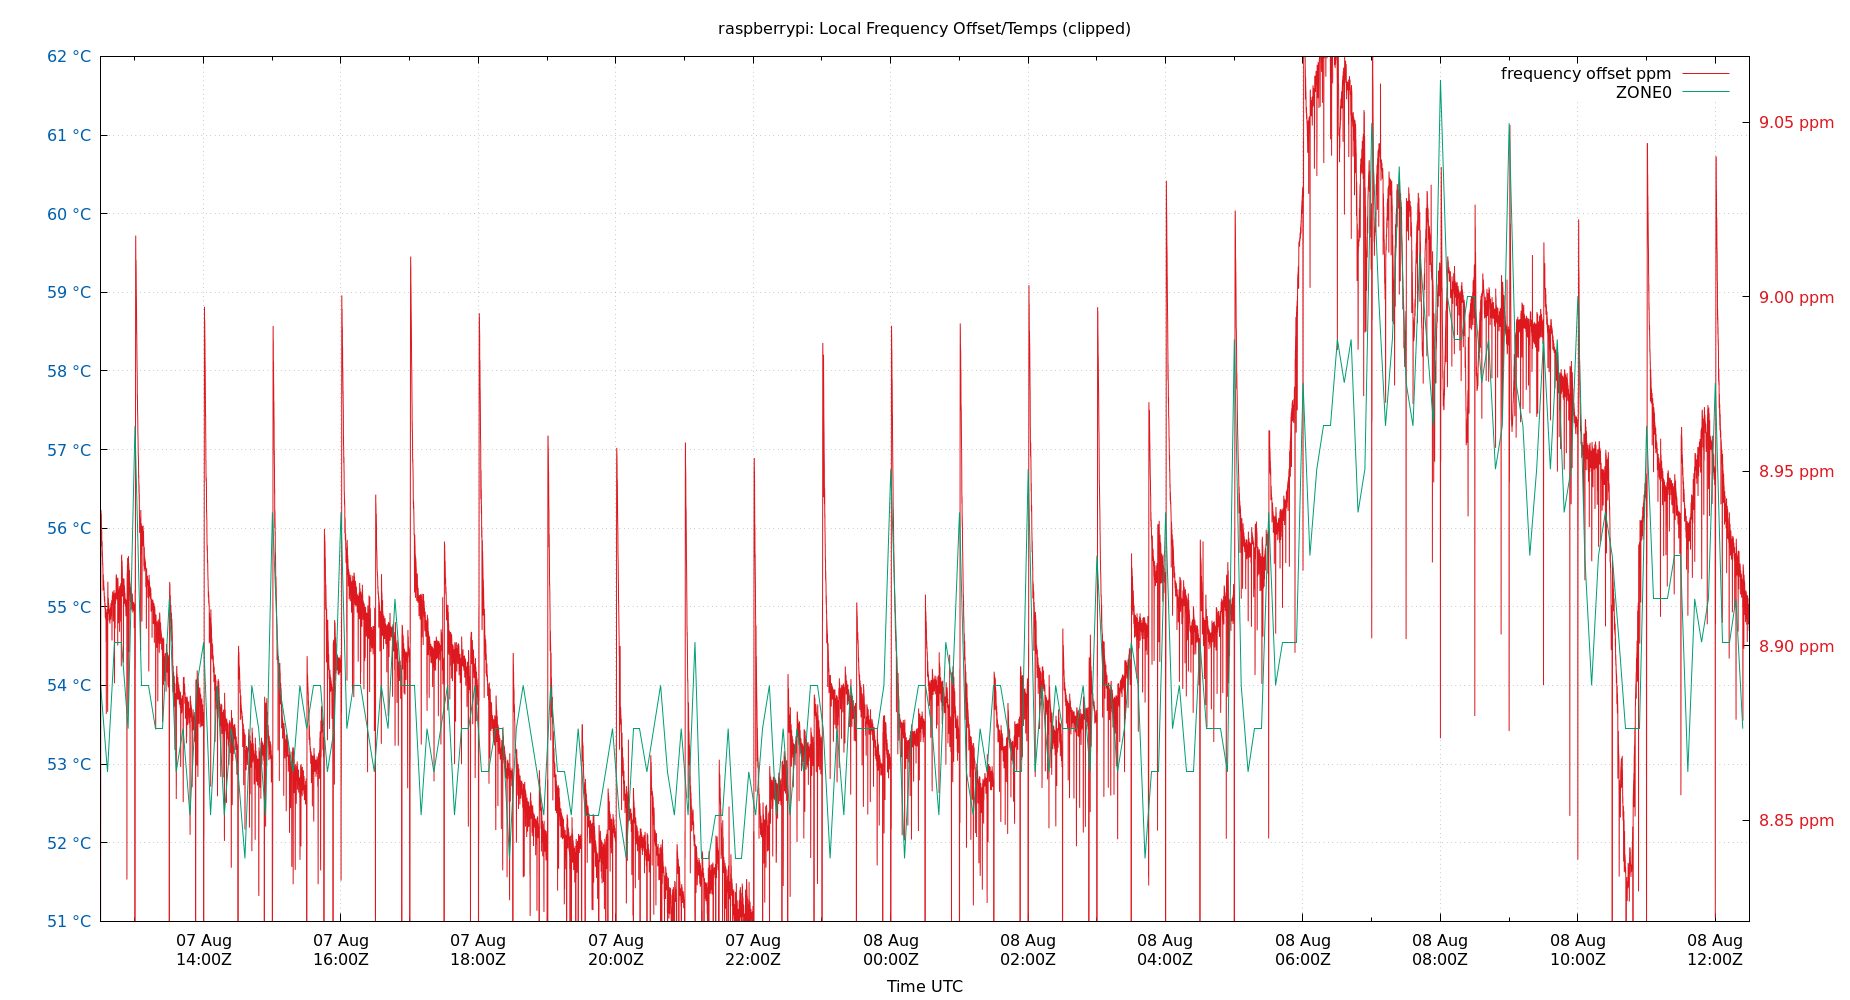 raspberrypi: Local Frequency Offset/Temps (clipped)
frequency offset ppm
ZONE0
62 °C
61 °C
60 °C
59 °C
58 °C
57 °C
56 °C
55 °C
54 °C
53 °C
52 °C
51 °C
9.05 ppm
9.00 ppm
8.95 ppm
8.90 ppm
8.85 ppm
07 Aug
14:00Z
07 Aug
16:00Z
07 Aug
18:00Z
07 Aug
20:00Z
07 Aug
22:00Z
08 Aug
00:00Z
08 Aug
02:00Z
08 Aug
04:00Z
08 Aug
06:00Z
08 Aug
08:00Z
08 Aug
10:00Z
08 Aug
12:00Z
Time UTC